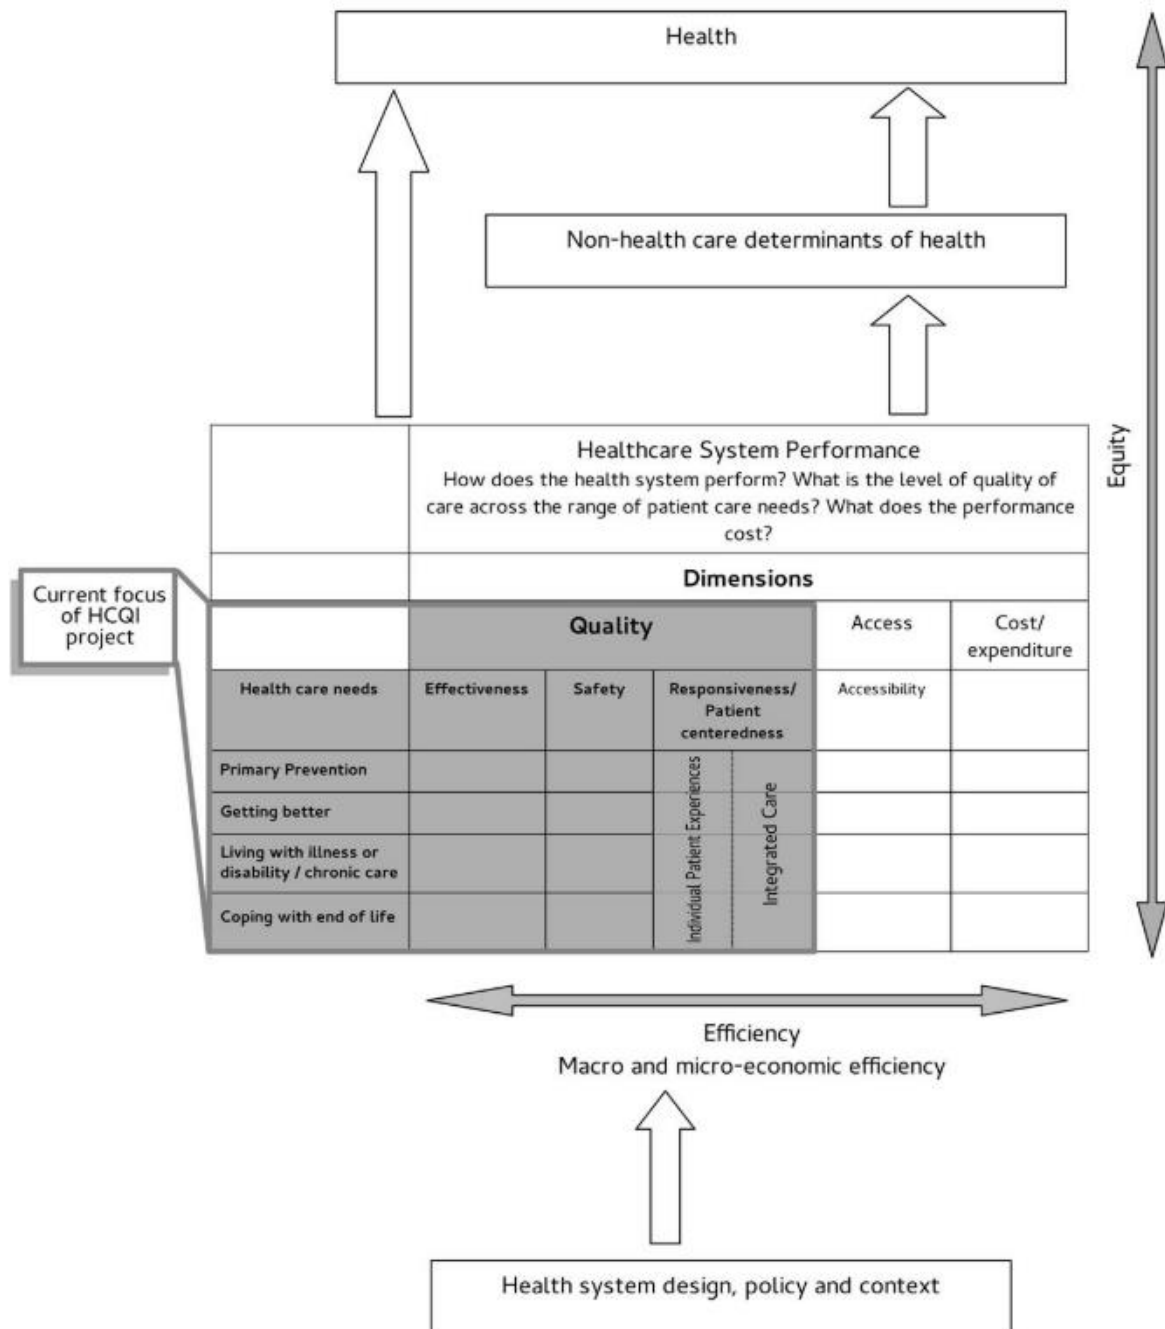 Health
Non-health care determinants of health
Equity
Healthcare System Performance
How does the health system perform? What is the level of quality of
care across the range of patient care needs? What does the performance
cost?
Dimensions
Current focus
of HCQI
project
Quality
Access
Cost/
expenditure
Health care needs
Effectiveness
Safety
Responsiveness/
Patient
centeredness
Accessibility
Primary Prevention
Getting better
Living with illness or
disability / chronic care
Coping with end of life
Individual Patient Experiences
Integrated Care
Efficiency
Macro and micro-economic efficiency
Health system design, policy and context